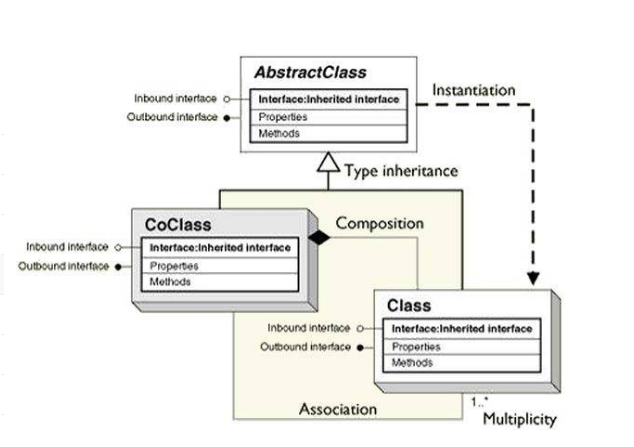 AbstractClass
Instantiation
Inbound interface
Interface:Inherited interface
Outbound interface
Properties
Methods
Type inheritance
CoClass
Composition
Inbound interface
Interface:Inherited interface
Outbound interface
Properties
Methods
Class
Inbound interface
Interface:Inherited interface
Outbound interface
Properties
Methods
Association
1..*
Multiplicity